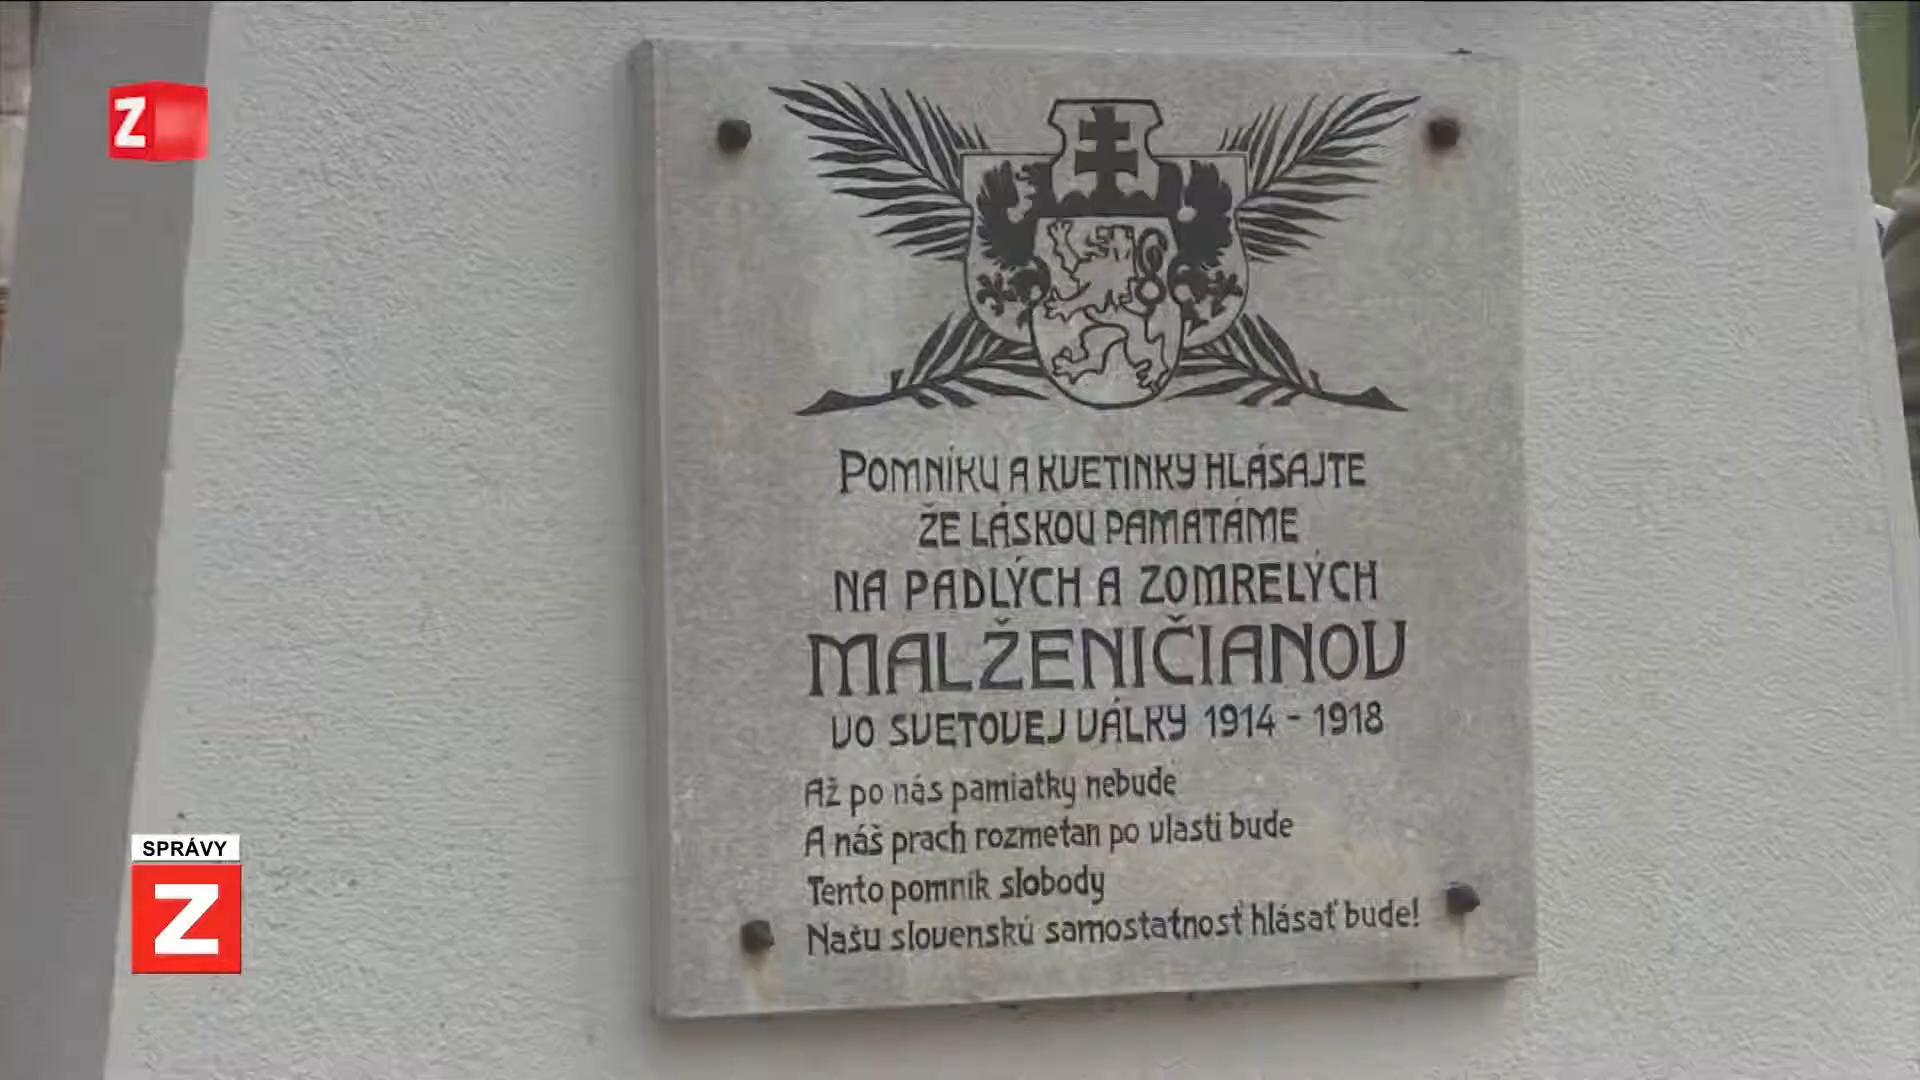 Z
POMNÍKU A KVETINKY HLÁSAJTE
ŽE LÁSKOU PAMATÁME
NA PADLÝCH A ZOMRELÝCH
MALŽENIČIANOV
VO SVETOVEJ VÁLKY 1914 - 1918
Až po nás pamiatky nebude
A náš prach rozmetan po vlasti bude
Tento pomník slobody
Našu slovenskú samostatnosť hlásať bude!
SPRÁVY
Z